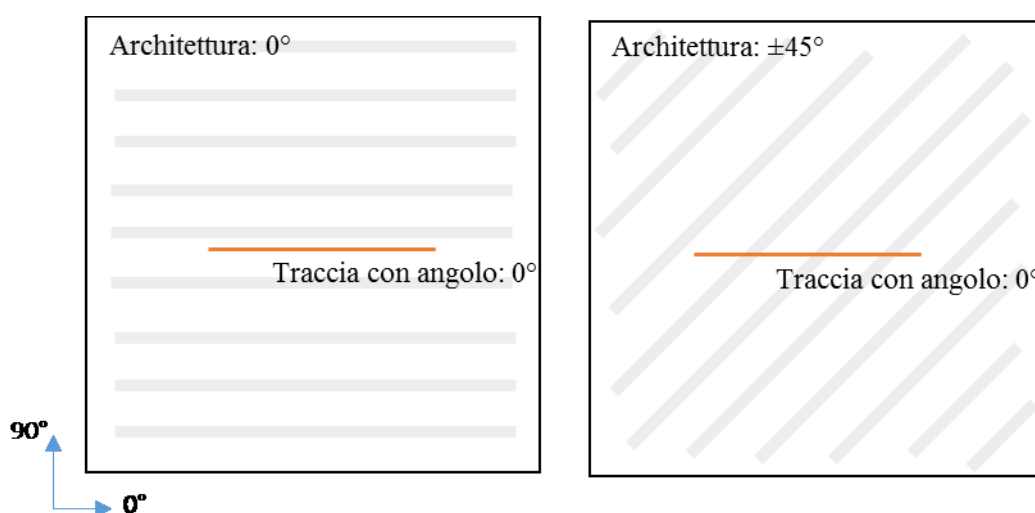 Architettura: 0°
Traccia con angolo: 0°
Architettura: ±45°
Traccia con angolo: 0°
90°
0°